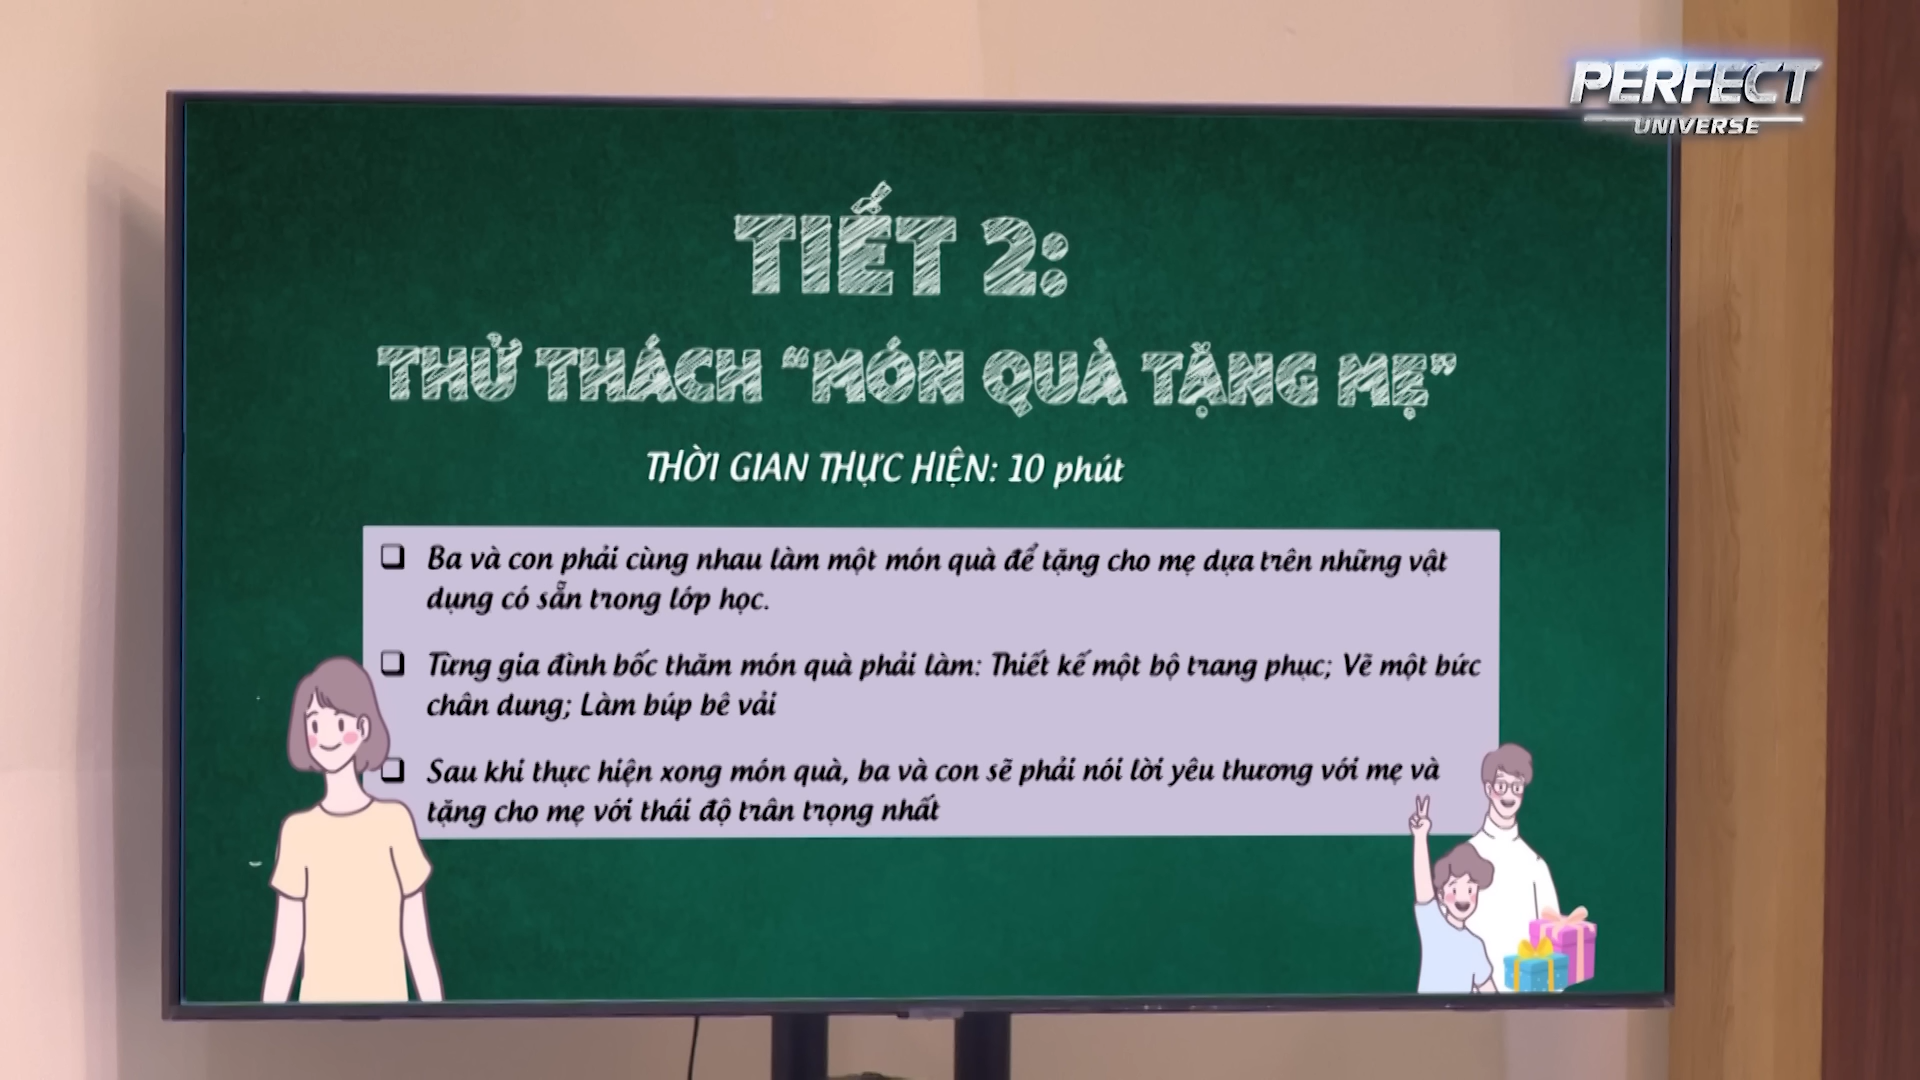 PERFECT
UNIVERSE
TIẾT 2:
THỬ THÁCH “MÓN QUÀ TẶNG MẸ”
THỜI GIAN THỰC HIỆN: 10 phút
Ba và con phải cùng nhau làm một món quà để tặng cho mẹ dựa trên những vật
dụng có sẵn trong lớp học.
Từng gia đình bốc thăm món quà phải làm: Thiết kế một bộ trang phục; Vẽ một bức
chân dung; Làm búp bê vải
Sau khi thực hiện xong món quà, ba và con sẽ phải nói lời yêu thương với mẹ và
tặng cho mẹ với thái độ trân trọng nhất